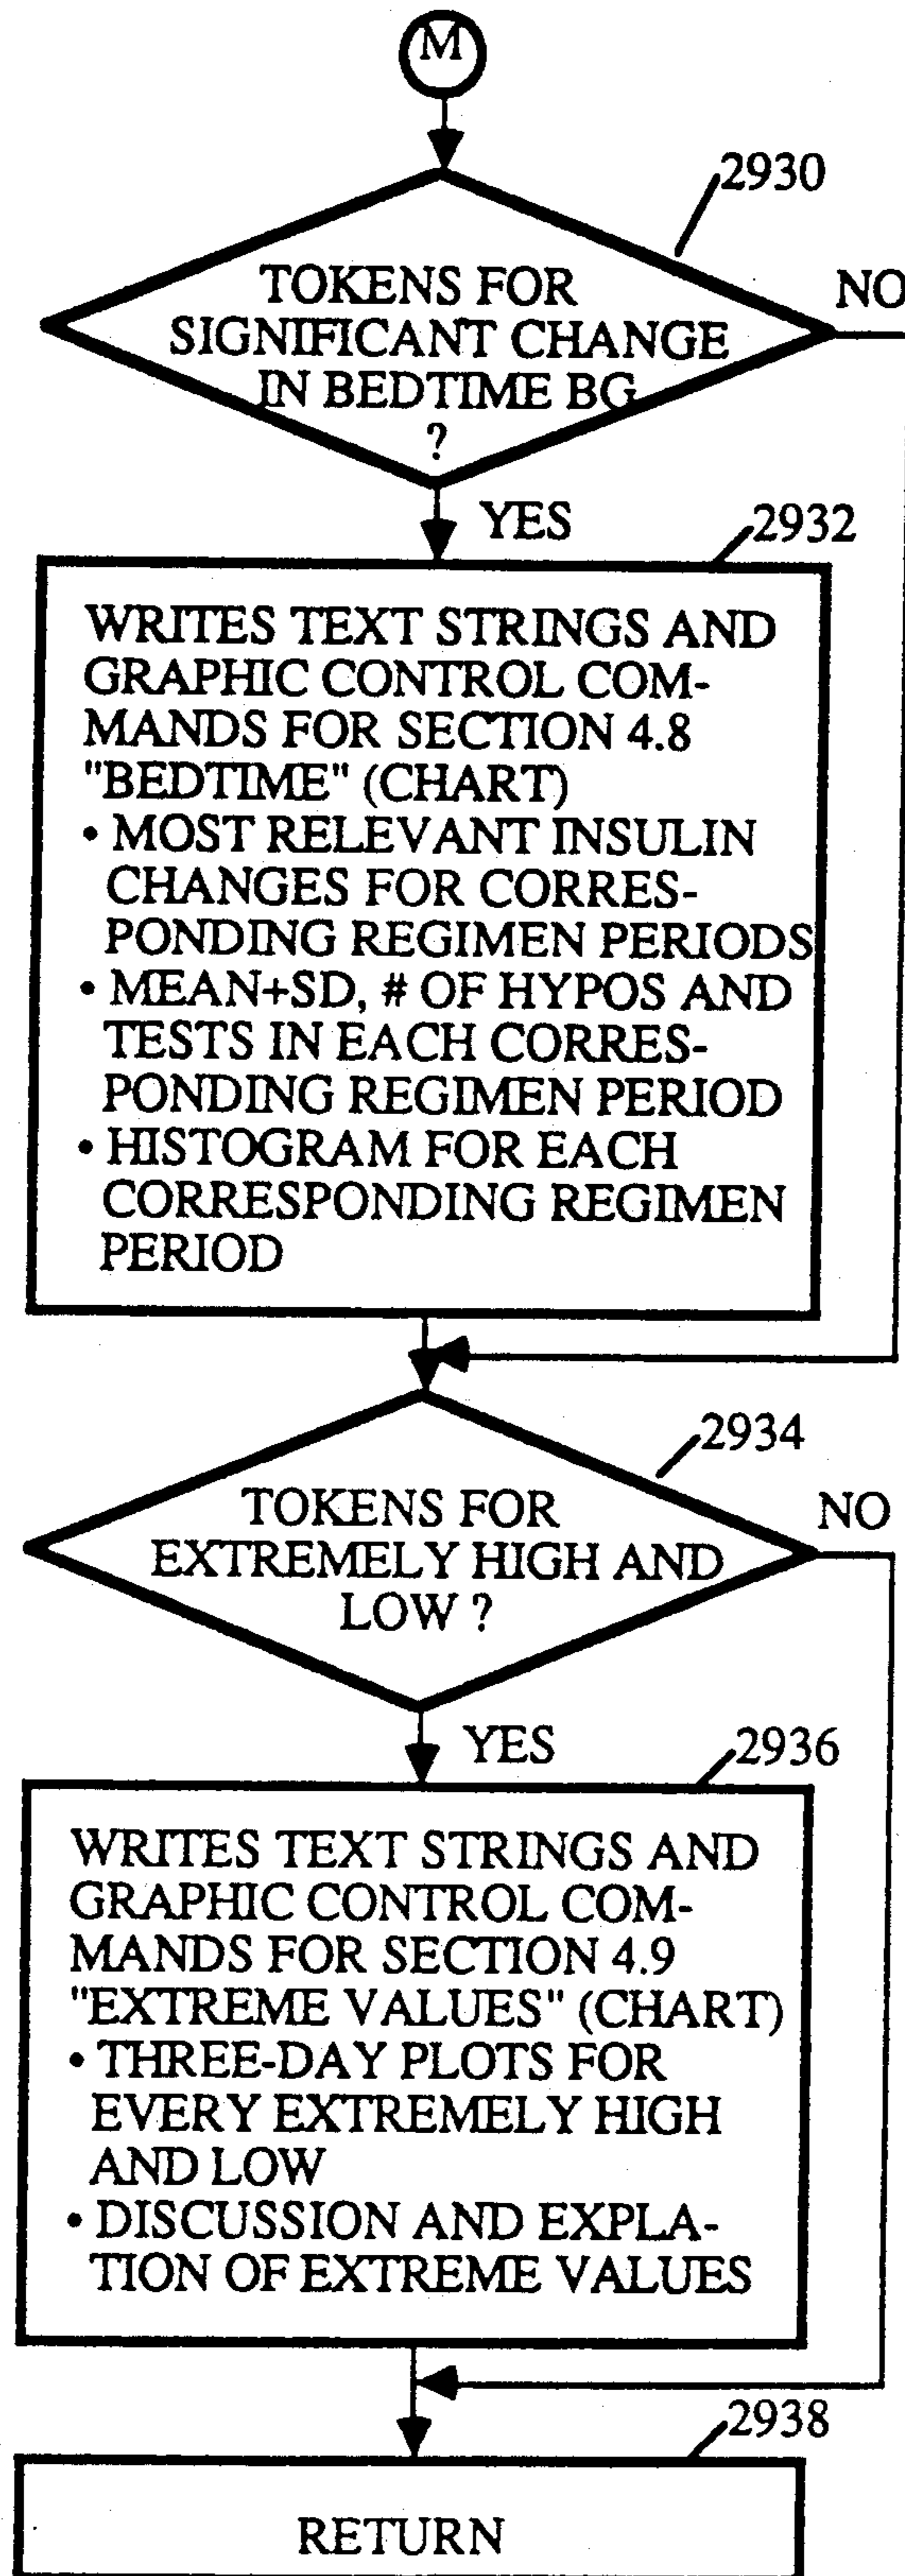 M
2930
TOKENS FOR
SIGNIFICANT CHANGE
IN BEDTIME BG
?
NO
YES
2932
WRITES TEXT STRINGS AND
GRAPHIC CONTROL COM-
MANDS FOR SECTION 4.8
"BEDTIME" (CHART)
• MOST RELEVANT INSULIN
CHANGES FOR CORRES-
PONDING REGIMEN PERIODS
• MEAN+SD, # OF HYPOS AND
TESTS IN EACH CORRES-
PONDING REGIMEN PERIOD
• HISTOGRAM FOR EACH
CORRESPONDING REGIMEN
PERIOD
2934
TOKENS FOR
EXTREMELY HIGH AND
LOW ?
NO
YES
2936
WRITES TEXT STRINGS AND
GRAPHIC CONTROL COM-
MANDS FOR SECTION 4.9
"EXTREME VALUES" (CHART)
• THREE-DAY PLOTS FOR
EVERY EXTREMELY HIGH
AND LOW
• DISCUSSION AND EXPLA-
TION OF EXTREME VALUES
2938
RETURN